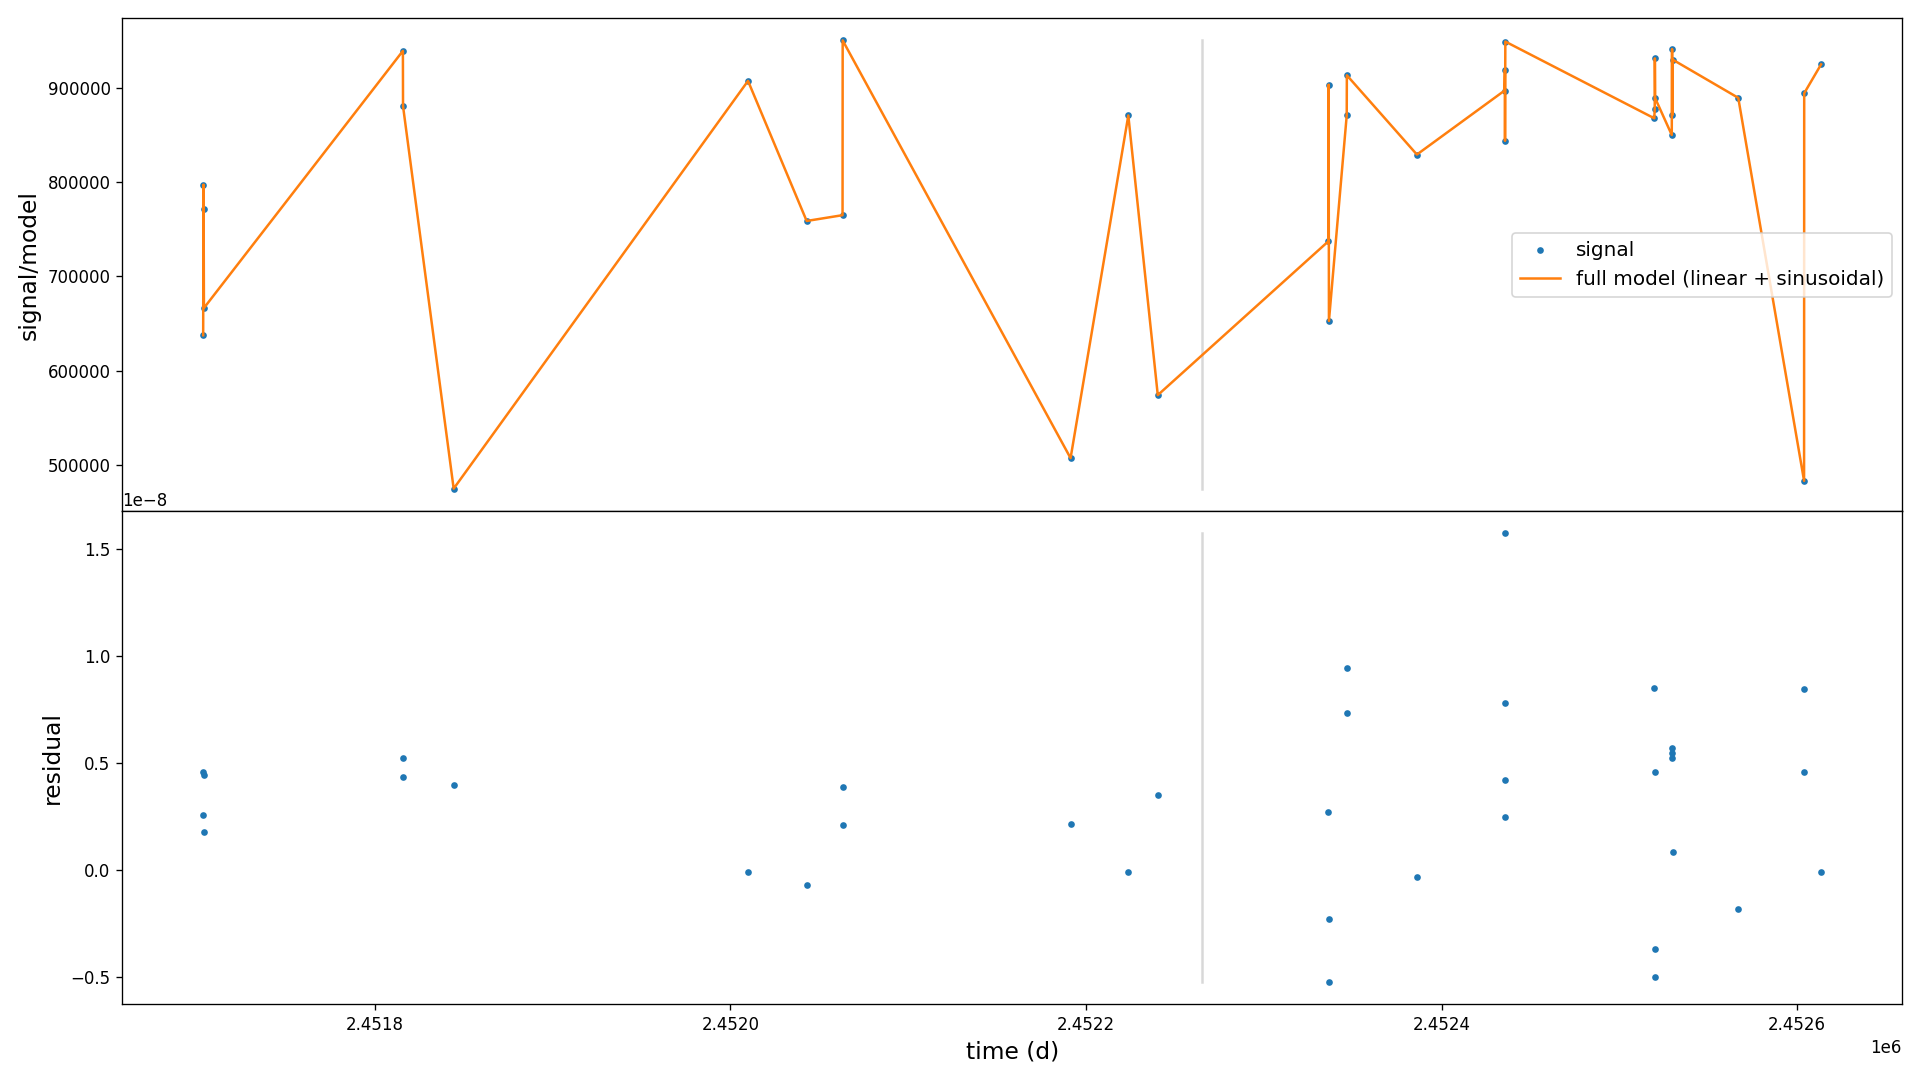 signal/model
900000
800000
700000
600000
500000
signal
full model (linear + sinusoidal)
1e−8
residual
1.5
1.0
0.5
0.0
−0.5
2.4518
2.4520
2.4522
2.4524
2.4526
1e6
time (d)